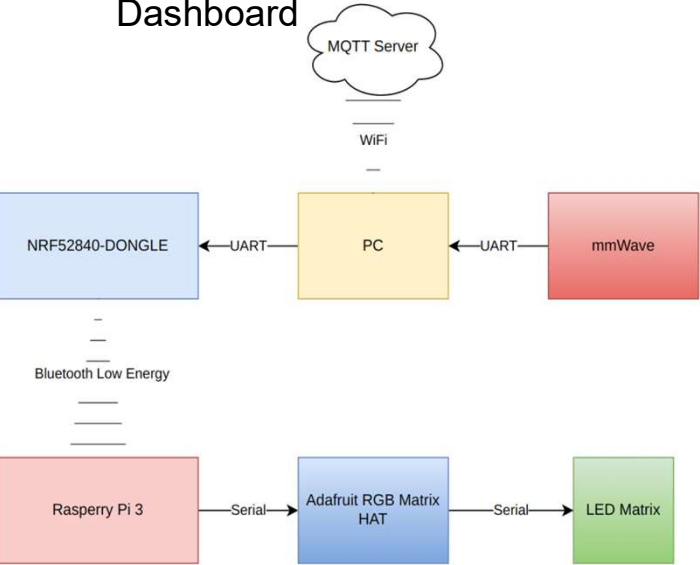 Dashboard
MQTT Server
WiFi
NRF52840-DONGLE
UART
PC
UART
mmWave
Bluetooth Low Energy
Rasperry Pi 3
Serial
Adafruit RGB Matrix
HAT
Serial
LED Matrix